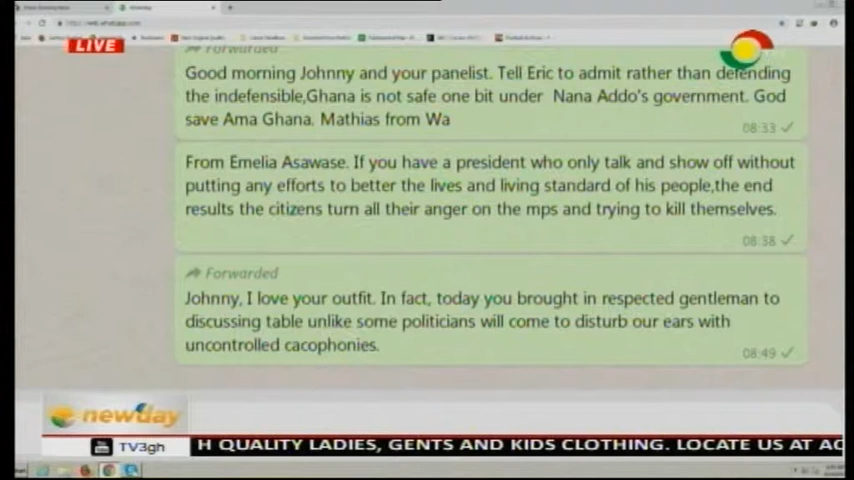 web.whatsapp.com
LIVE
Forwarded
Good morning Johnny and your panelist. Tell Eric to admit rather than defending
the indefensible,Ghana is not safe one bit under Nana Addo's government. God
save Ama Ghana. Mathias from Wa
08:33
From Emelia Asawase. If you have a president who only talk and show off without
putting any efforts to better the lives and living standard of his people,the end
results the citizens turn all their anger on the mps and trying to kill themselves.
08:38
Forwarded
Johnny, I love your outfit. In fact, today you brought in respected gentleman to
discussing table unlike some politicians will come to disturb our ears with
uncontrolled cacophonies.
08:49
newday
TV3gh
H QUALITY LADIES, GENTS AND KIDS CLOTHING. LOCATE US AT AC